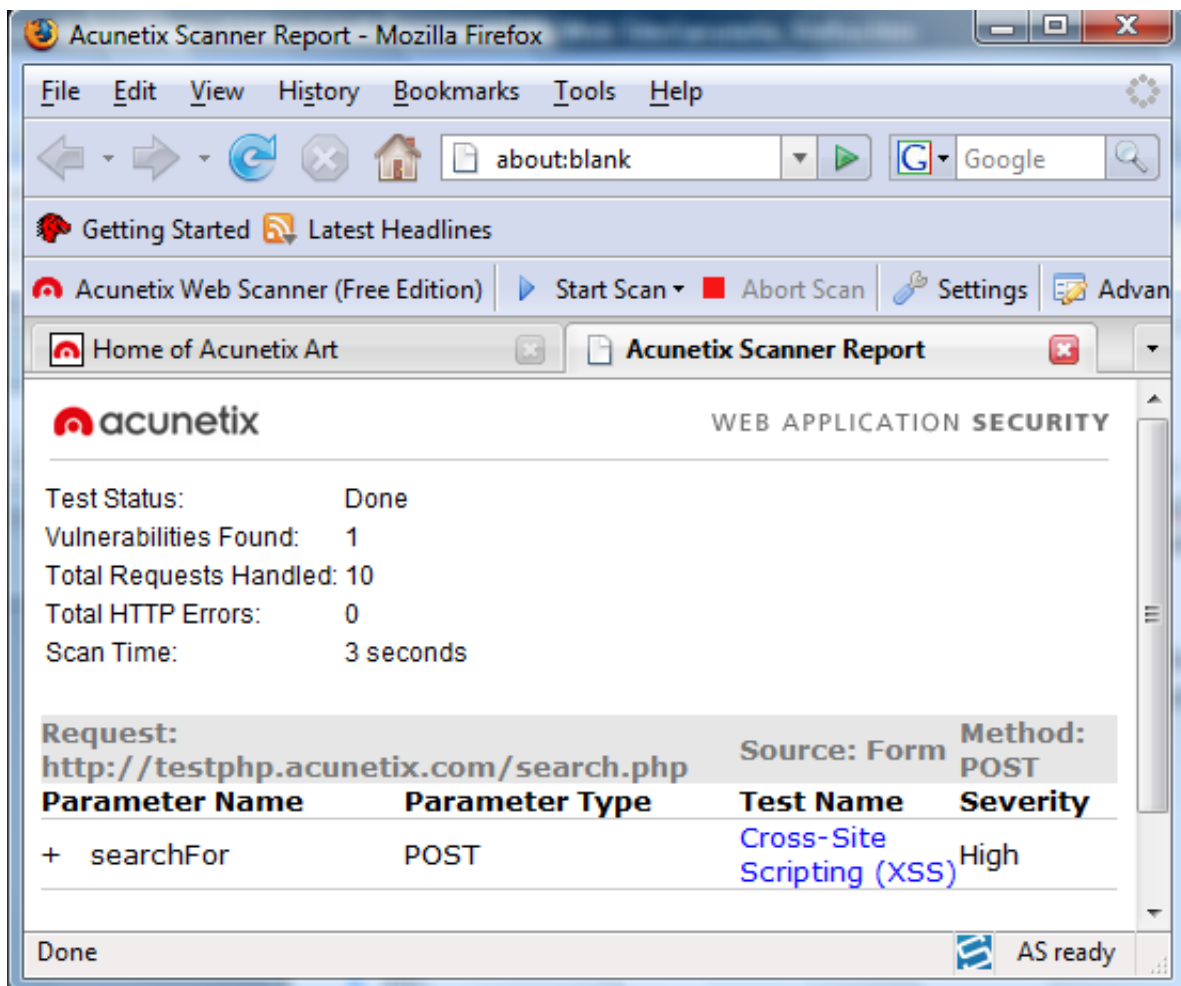 Acunetix Scanner Report - Mozilla Firefox
File Edit View History Bookmarks Tools Help
about:blank
G Google
Getting Started Latest Headlines
Acunetix Web Scanner (Free Edition) Start Scan Abort Scan Settings Advan
Home of Acunetix Art Acunetix Scanner Report
acunetix WEB APPLICATION SECURITY
Test Status: Done
Vulnerabilities Found: 1
Total Requests Handled: 10
Total HTTP Errors: 0
Scan Time: 3 seconds
Request: Method:
http://testphp.acunetix.com/search.php Source: Form POST
Parameter Name Parameter Type Test Name Severity
+ searchFor POST Cross-Site Scripting (XSS) High
Done AS ready